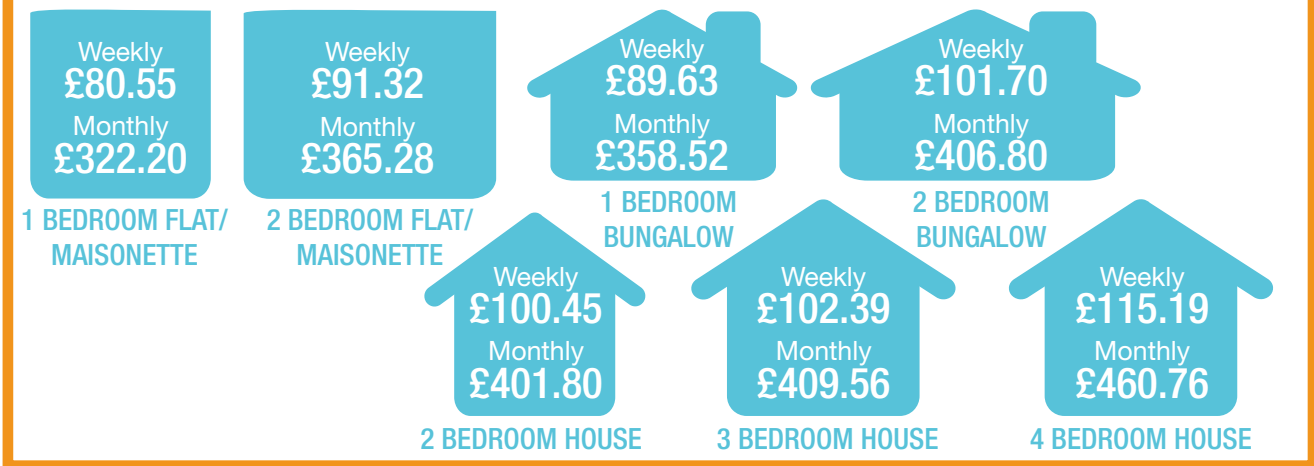 Weekly
£80.55
Monthly
£322.20
1 BEDROOM FLAT/
MAISONETTE
Weekly
£91.32
Monthly
£365.28
2 BEDROOM FLAT/
MAISONETTE
Weekly
£89.63
Monthly
£358.52
1 BEDROOM
BUNGALOW
Weekly
£101.70
Monthly
£406.80
2 BEDROOM
BUNGALOW
Weekly
£100.45
Monthly
£401.80
2 BEDROOM HOUSE
Weekly
£102.39
Monthly
£409.56
3 BEDROOM HOUSE
Weekly
£115.19
Monthly
£460.76
4 BEDROOM HOUSE